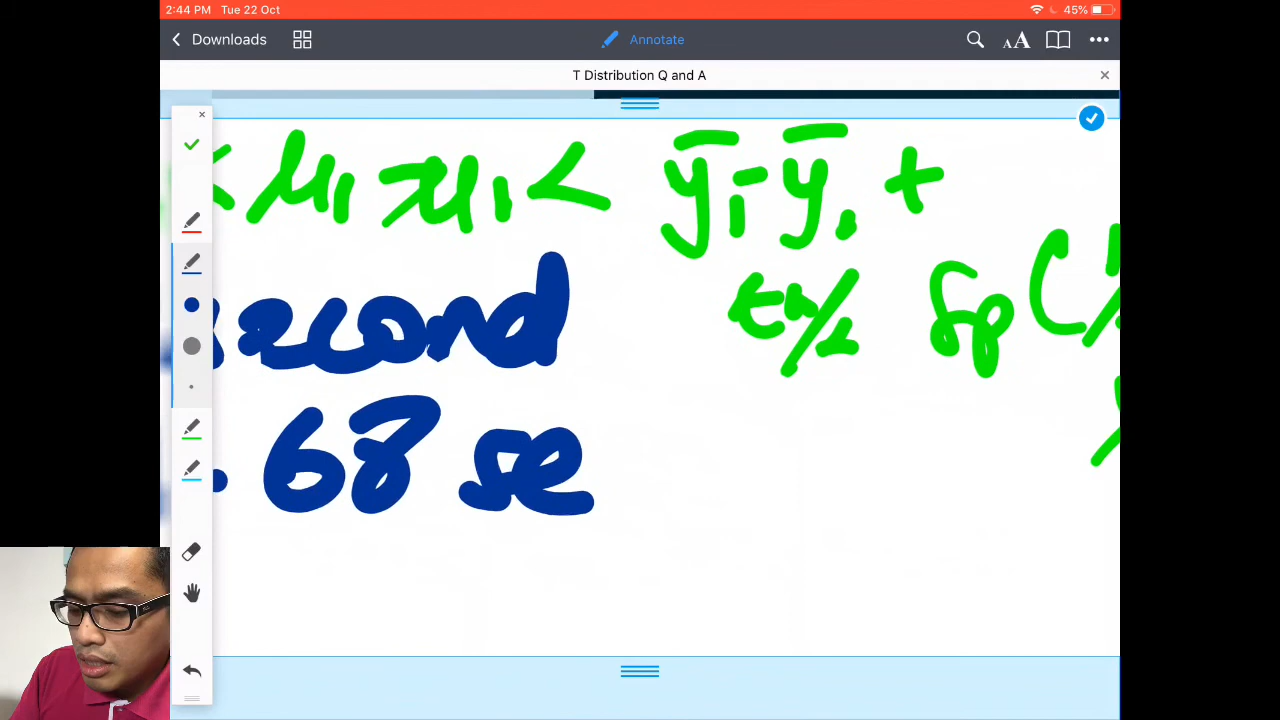 2:44 PM Tue 22 Oct 45%
Downloads Annotate AA
T Distribution Q and A
< μ₁ - μ₁ < ȳ₁ - ȳ₁ +
tα/2 Sp (
second
. 68 se